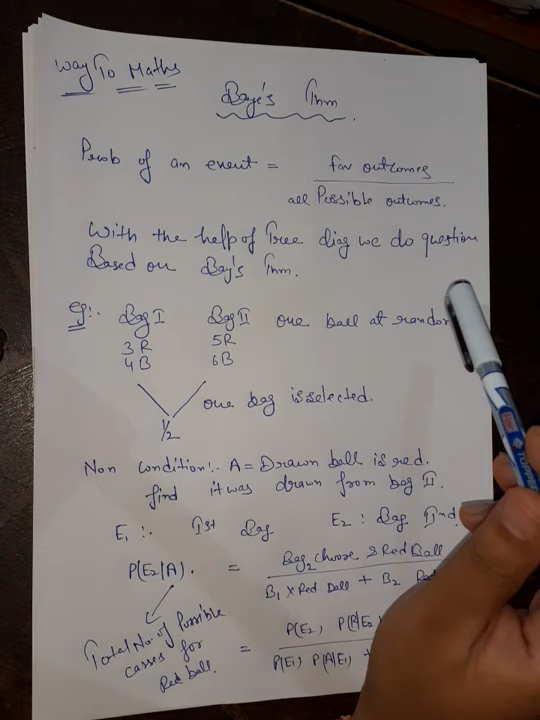 Way To Maths
Baye's Thm.
Prob of an event = fav outcomes
all Possible outcomes.
With the help of Tree diag we do question
Based on Bay's Thm.
eg:- Bag I Bag II one ball at random
3R 5R
4B 6B
1/2 one bag is selected.
Non condition:- A = Drawn ball is red.
find it was drawn from bag II.
E1 :- Ist Bag E2 : Bag IInd.
P(E2/A). = Bag2 choose & Red Ball
B1 x Red Ball + B2 Red
Total No. of Possible
casses for
Red ball.
= P(E2) P(A/E2)
P(E1) P(A/E1) +